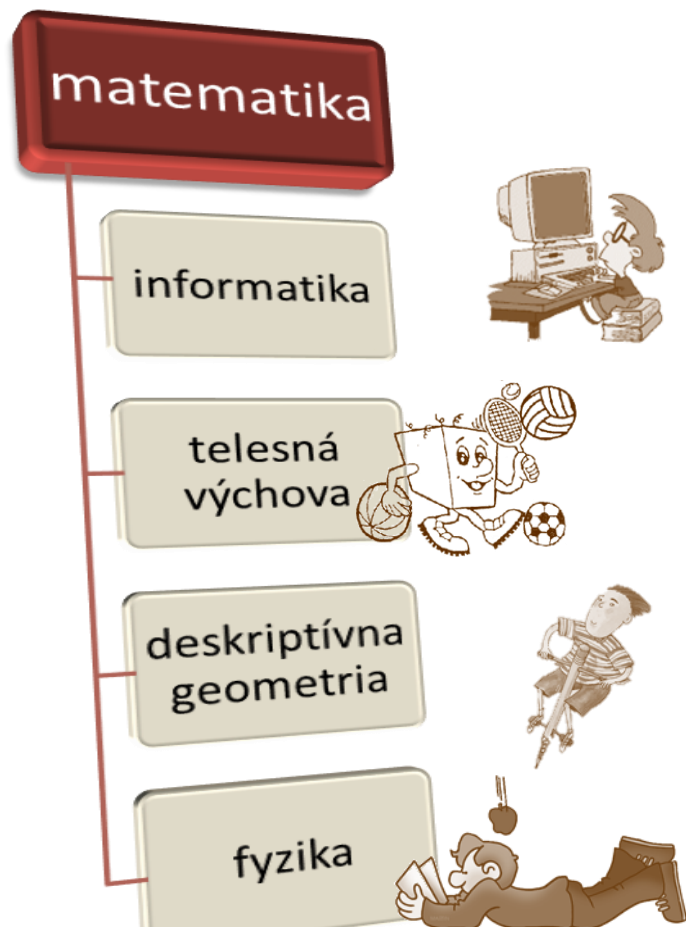 matematika
informatika
telesná
výchova
deskriptívna
geometria
fyzika